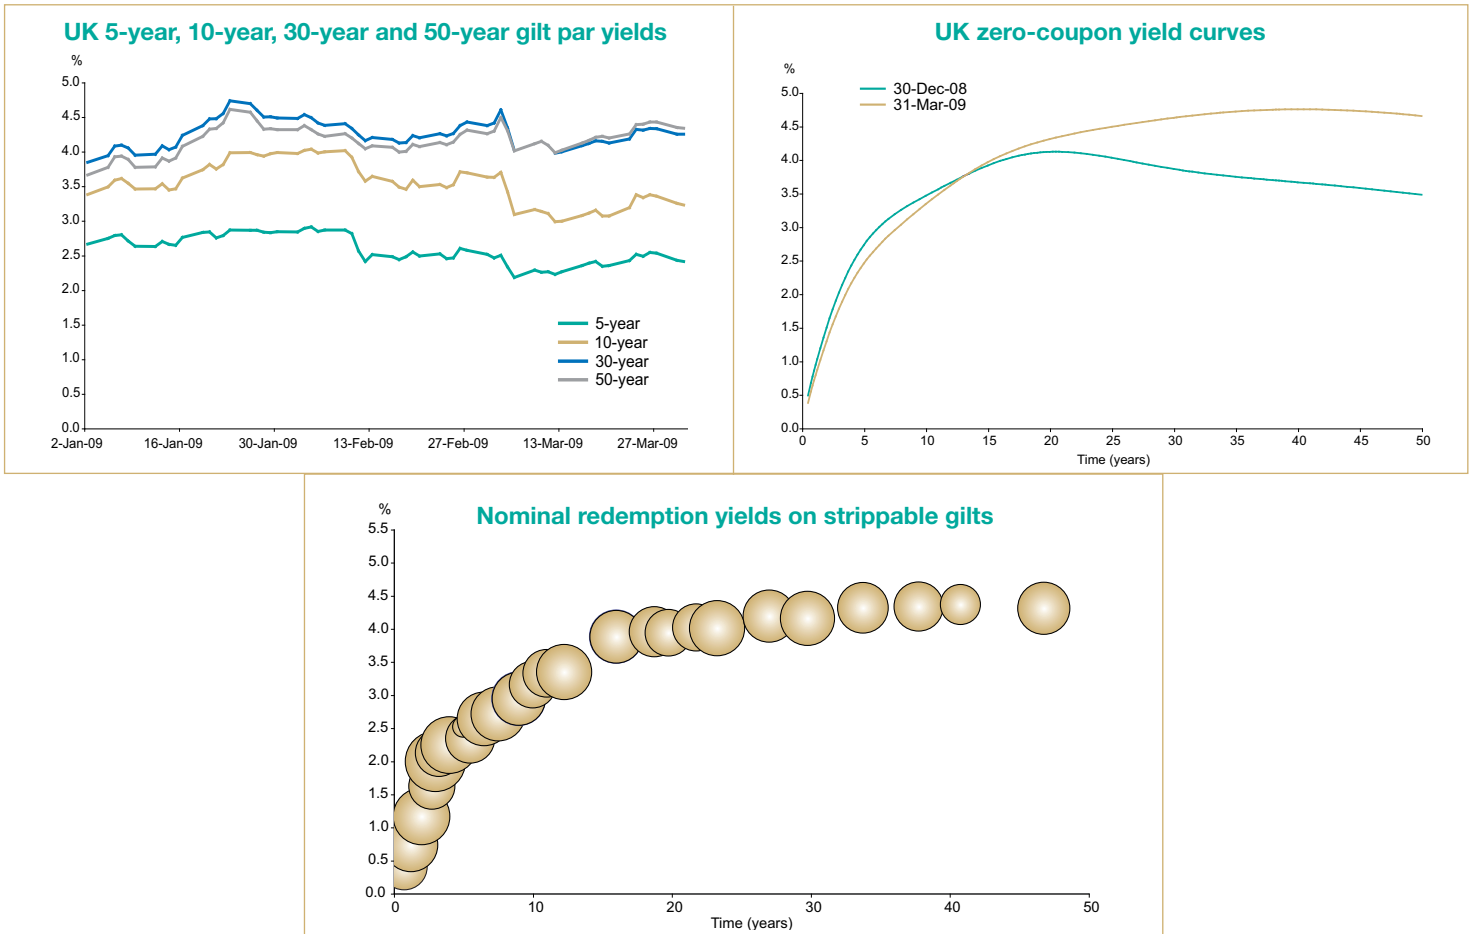 UK 5-year, 10-year, 30-year and 50-year gilt par yields
%
5.0
4.5
4.0
3.5
3.0
2.5
2.0
1.5
1.0
0.5
0.0
2-Jan-09 16-Jan-09 30-Jan-09 13-Feb-09 27-Feb-09 13-Mar-09 27-Mar-09
5-year
10-year
30-year
50-year
UK zero-coupon yield curves
%
5.0
4.5
4.0
3.5
3.0
2.5
2.0
1.5
1.0
0.5
0.0
30-Dec-08
31-Mar-09
0 5 10 15 20 25 30 35 40 45 50
Time (years)
Nominal redemption yields on strippable gilts
%
5.5
5.0
4.5
4.0
3.5
3.0
2.5
2.0
1.5
1.0
0.5
0.0
0 10 20 30 40 50
Time (years)